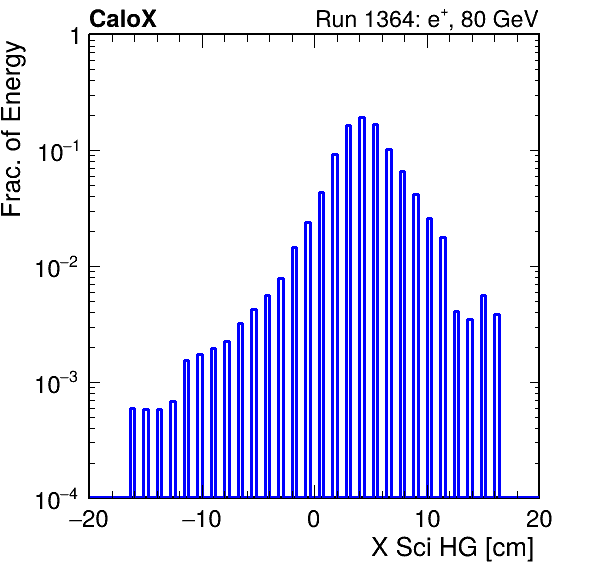 CaloX Run 1364: e⁺, 80 GeV
Frac. of Energy
1
10⁻¹
10⁻²
10⁻³
10⁻⁴
−20 −10 0 10 20
X Sci HG [cm]